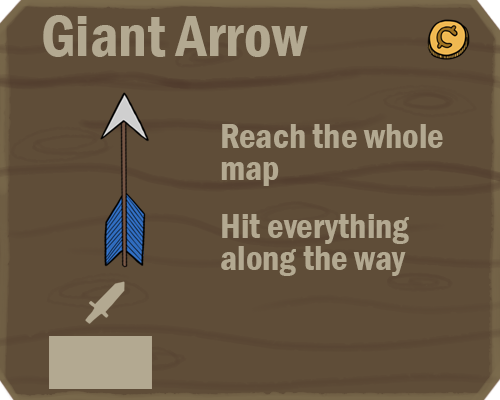 Giant Arrow
C
Reach the whole
map
Hit everything
along the way